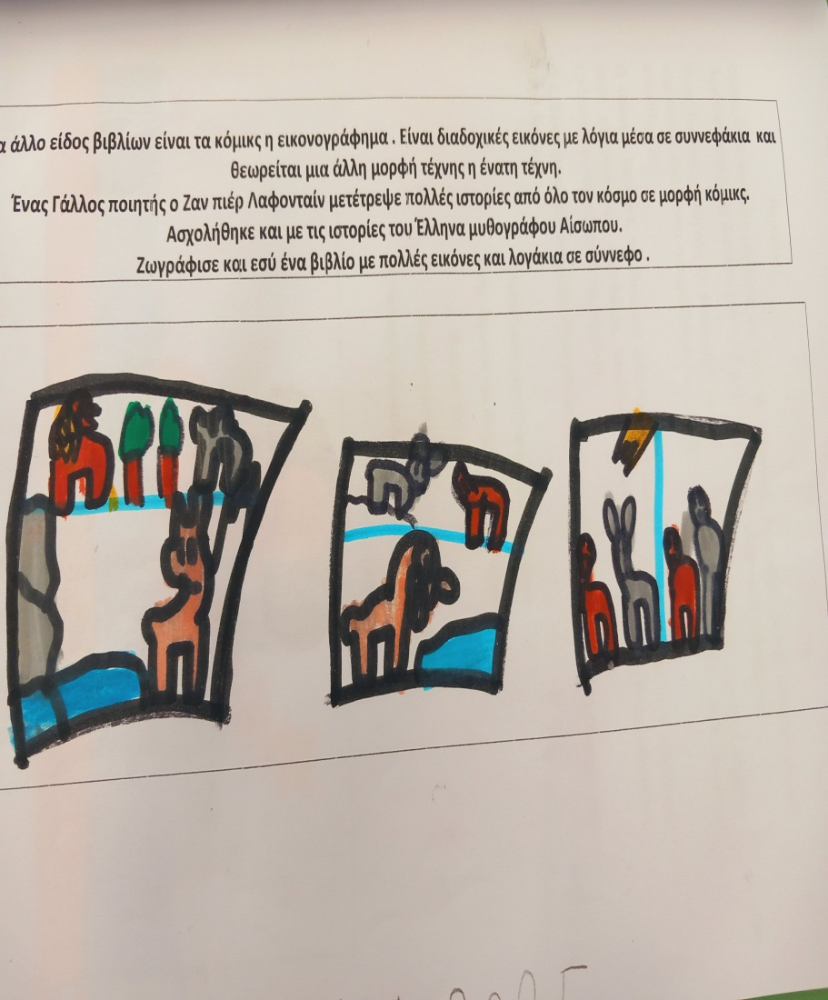 α άλλο είδος βιβλίων είναι τα κόμικς η εικονογράφημα . Είναι διαδοχικές εικόνες με λόγια μέσα σε συννεφάκια και
θεωρείται μια άλλη μορφή τέχνης η ένατη τέχνη.
Ένας Γάλλος ποιητής ο Ζαν πιέρ Λαφονταίν μετέτρεψε πολλές ιστορίες από όλο τον κόσμο σε μορφή κόμικς.
Ασχολήθηκε και με τις ιστορίες του Έλληνα μυθογράφου Αίσωπου.
Ζωγράφισε και εσύ ένα βιβλίο με πολλές εικόνες και λογάκια σε σύννεφο .